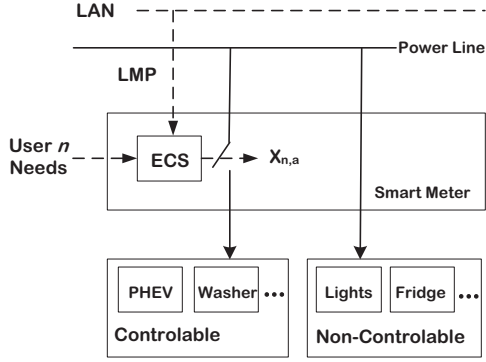 LAN
Power Line
LMP
User n
Needs
ECS
Xn,a
Smart Meter
PHEV
Washer
...
Lights
Fridge
...
Controlable
Non-Controlable